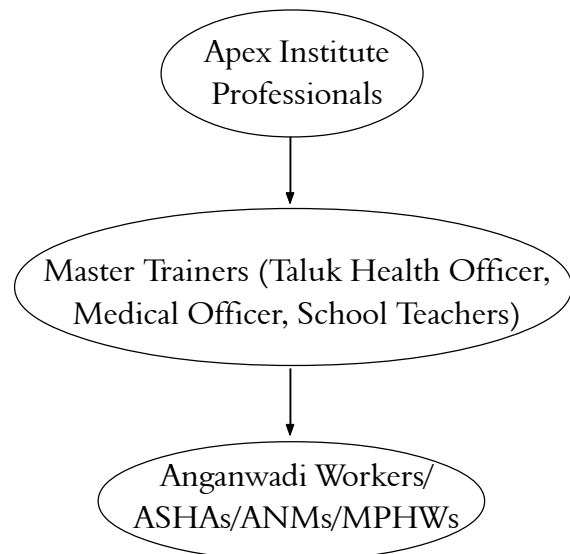 Apex Institute
Professionals
Master Trainers (Taluk Health Officer,
Medical Officer, School Teachers)
Anganwadi Workers/
ASHAs/ANMs/MPHWs